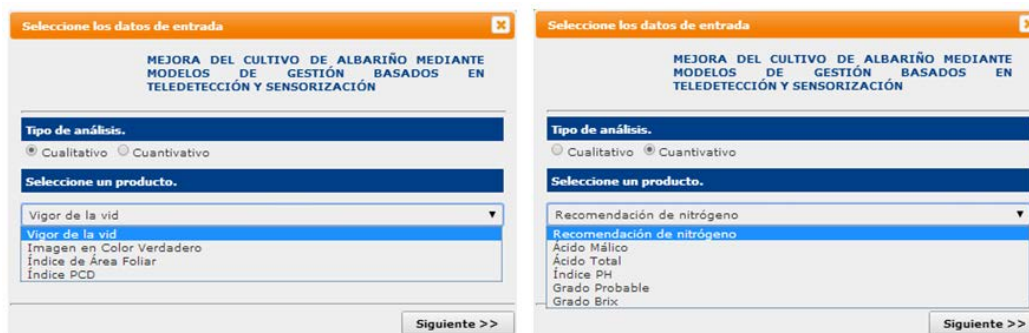 Seleccione los datos de entrada
MEJORA DEL CULTIVO DE ALBARIÑO MEDIANTE
MODELOS DE GESTIÓN BASADOS EN
TELEDETECCIÓN Y SENSORIZACIÓN
Tipo de análisis.
Cualitativo Cuantivativo
Seleccione un producto.
Vigor de la vid
Vigor de la vid
Imagen en Color Verdadero
Índice de Área Foliar
Índice PCD
Siguiente >>
Seleccione los datos de entrada
MEJORA DEL CULTIVO DE ALBARIÑO MEDIANTE
MODELOS DE GESTIÓN BASADOS EN
TELEDETECCIÓN Y SENSORIZACIÓN
Tipo de análisis.
Cualitativo Cuantivativo
Seleccione un producto.
Recomendación de nitrógeno
Recomendación de nitrógeno
Ácido Málico
Ácido Total
Índice PH
Grado Probable
Grado Brix
Siguiente >>